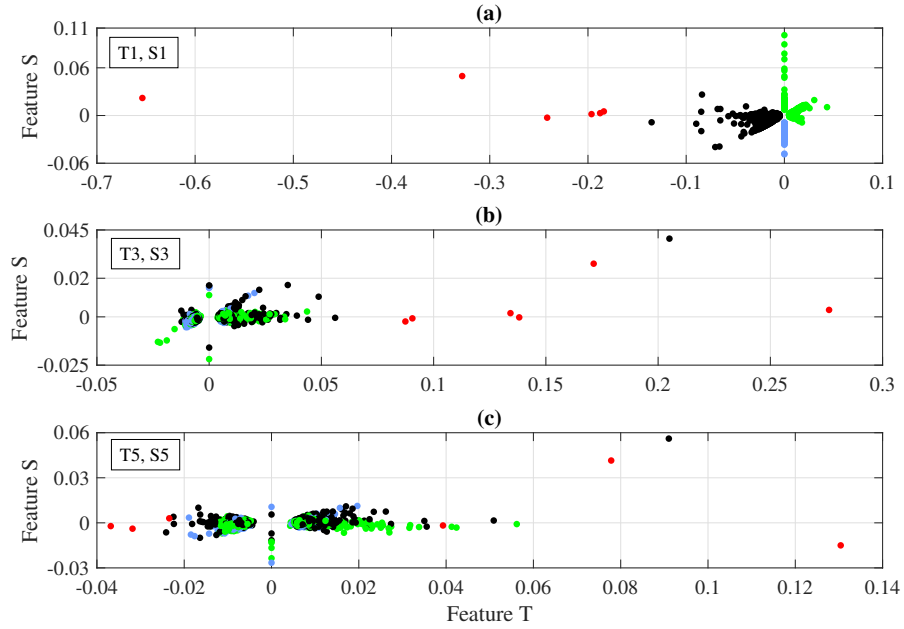 (a)
0.11
0.06
0
-0.06
Feature S
T1, S1
-0.7 -0.6 -0.5 -0.4 -0.3 -0.2 -0.1 0 0.1
(b)
0.045
0.02
0
-0.025
Feature S
T3, S3
-0.05 0 0.05 0.1 0.15 0.2 0.25 0.3
(c)
0.06
0.03
0
-0.03
Feature S
T5, S5
-0.04 -0.02 0 0.02 0.04 0.06 0.08 0.1 0.12 0.14
Feature T